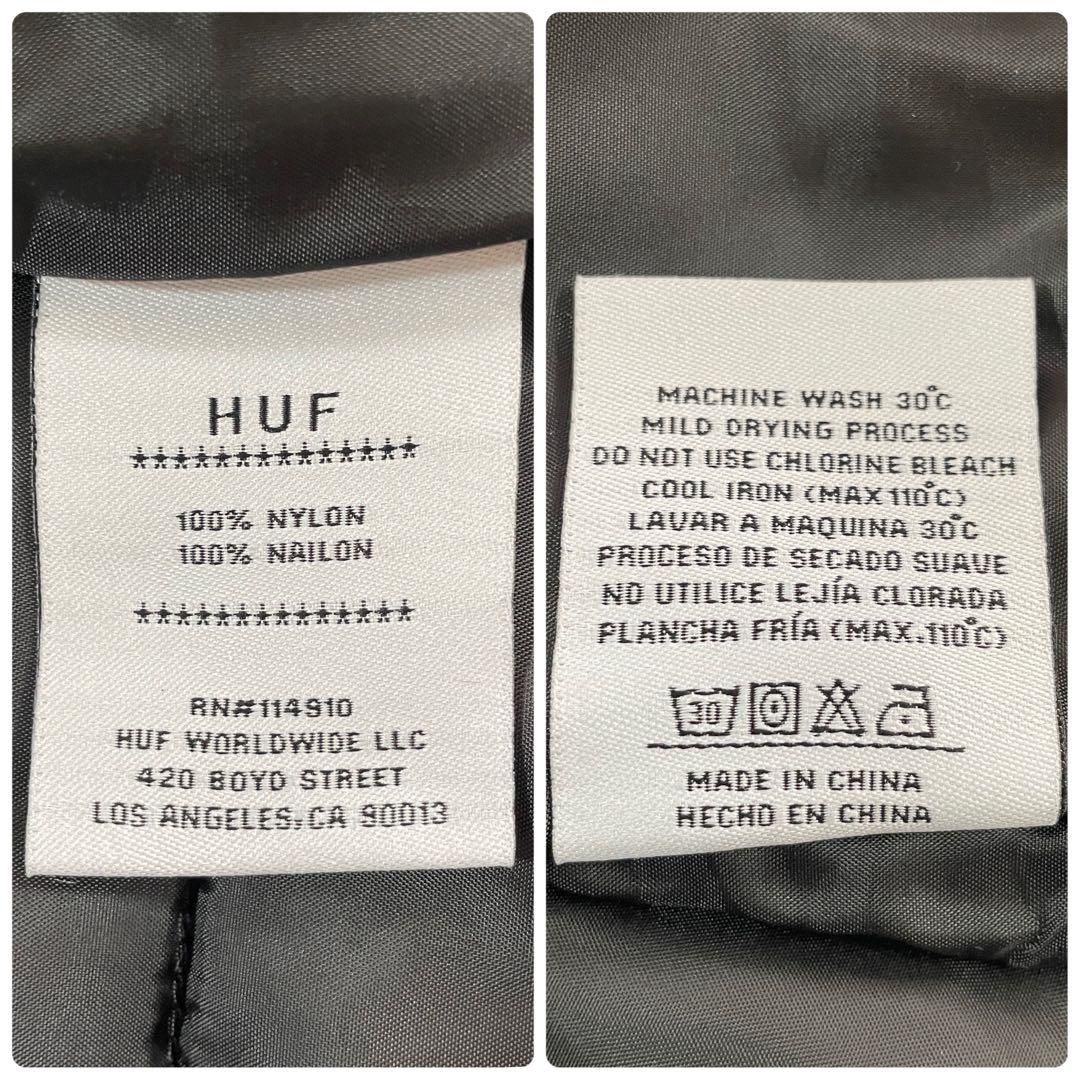 HUF
100% NYLON
100% NAILON
RN#114910
HUF WORLDWIDE LLC
420 BOYD STREET
LOS ANGELES, CA 90013
MACHINE WASH 30°C
MILD DRYING PROCESS
DO NOT USE CHLORINE BLEACH
COOL IRON (MAX 110°C)
LAVAR A MAQUINA 30°C
PROCESO DE SECADO SUAVE
NO UTILICE LEJÍA CLORADA
PLANCHA FRÍA (MAX.110°C)
30
MADE IN CHINA
HECHO EN CHINA